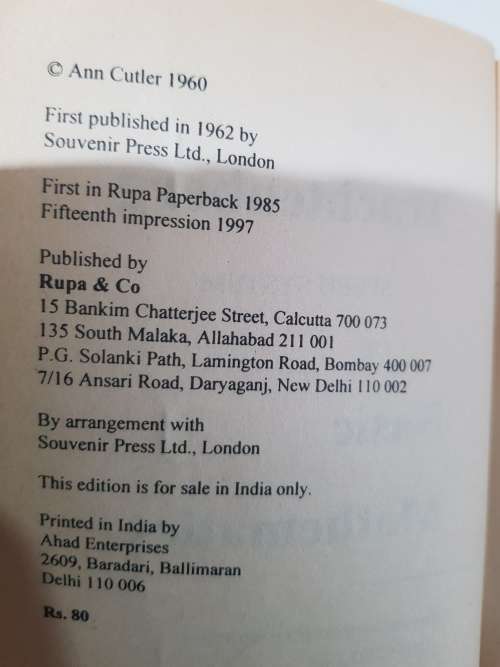 © Ann Cutler 1960
First published in 1962 by
Souvenir Press Ltd., London
First in Rupa Paperback 1985
Fifteenth impression 1997
Published by
Rupa & Co
15 Bankim Chatterjee Street, Calcutta 700 073
135 South Malaka, Allahabad 211 001
P.G. Solanki Path, Lamington Road, Bombay 400 007
7/16 Ansari Road, Daryaganj, New Delhi 110 002
By arrangement with
Souvenir Press Ltd., London
This edition is for sale in India only.
Printed in India by
Ahad Enterprises
2609, Baradari, Ballimaran
Delhi 110 006
Rs. 80